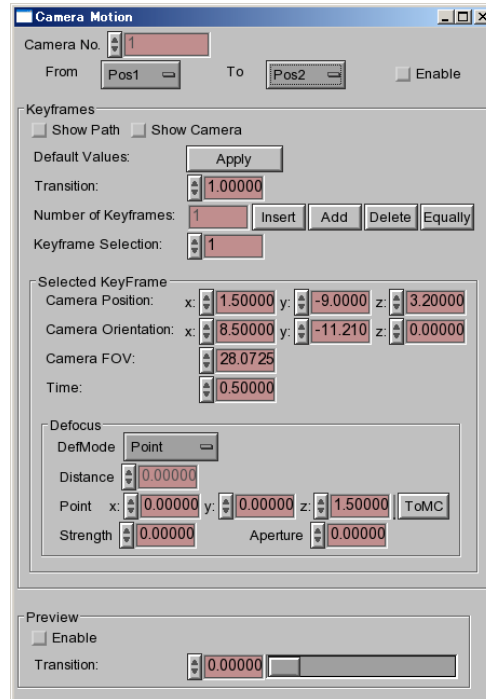 Camera Motion
Camera No. 1
From Pos1 To Pos2 Enable
Keyframes
Show Path Show Camera
Default Values: Apply
Transition: 1.00000
Number of Keyframes: 1 Insert Add Delete Equally
Keyframe Selection: 1
Selected KeyFrame
Camera Position: x: 1.50000 y: -9.0000 z: 3.20000
Camera Orientation: x: 8.50000 y: -11.210 z: 0.00000
Camera FOV: 28.0725
Time: 0.50000
Defocus
DefMode Point
Distance 0.00000
Point x: 0.00000 y: 0.00000 z: 1.50000 ToMC
Strength 0.00000 Aperture 0.00000
Preview
Enable
Transition: 0.00000